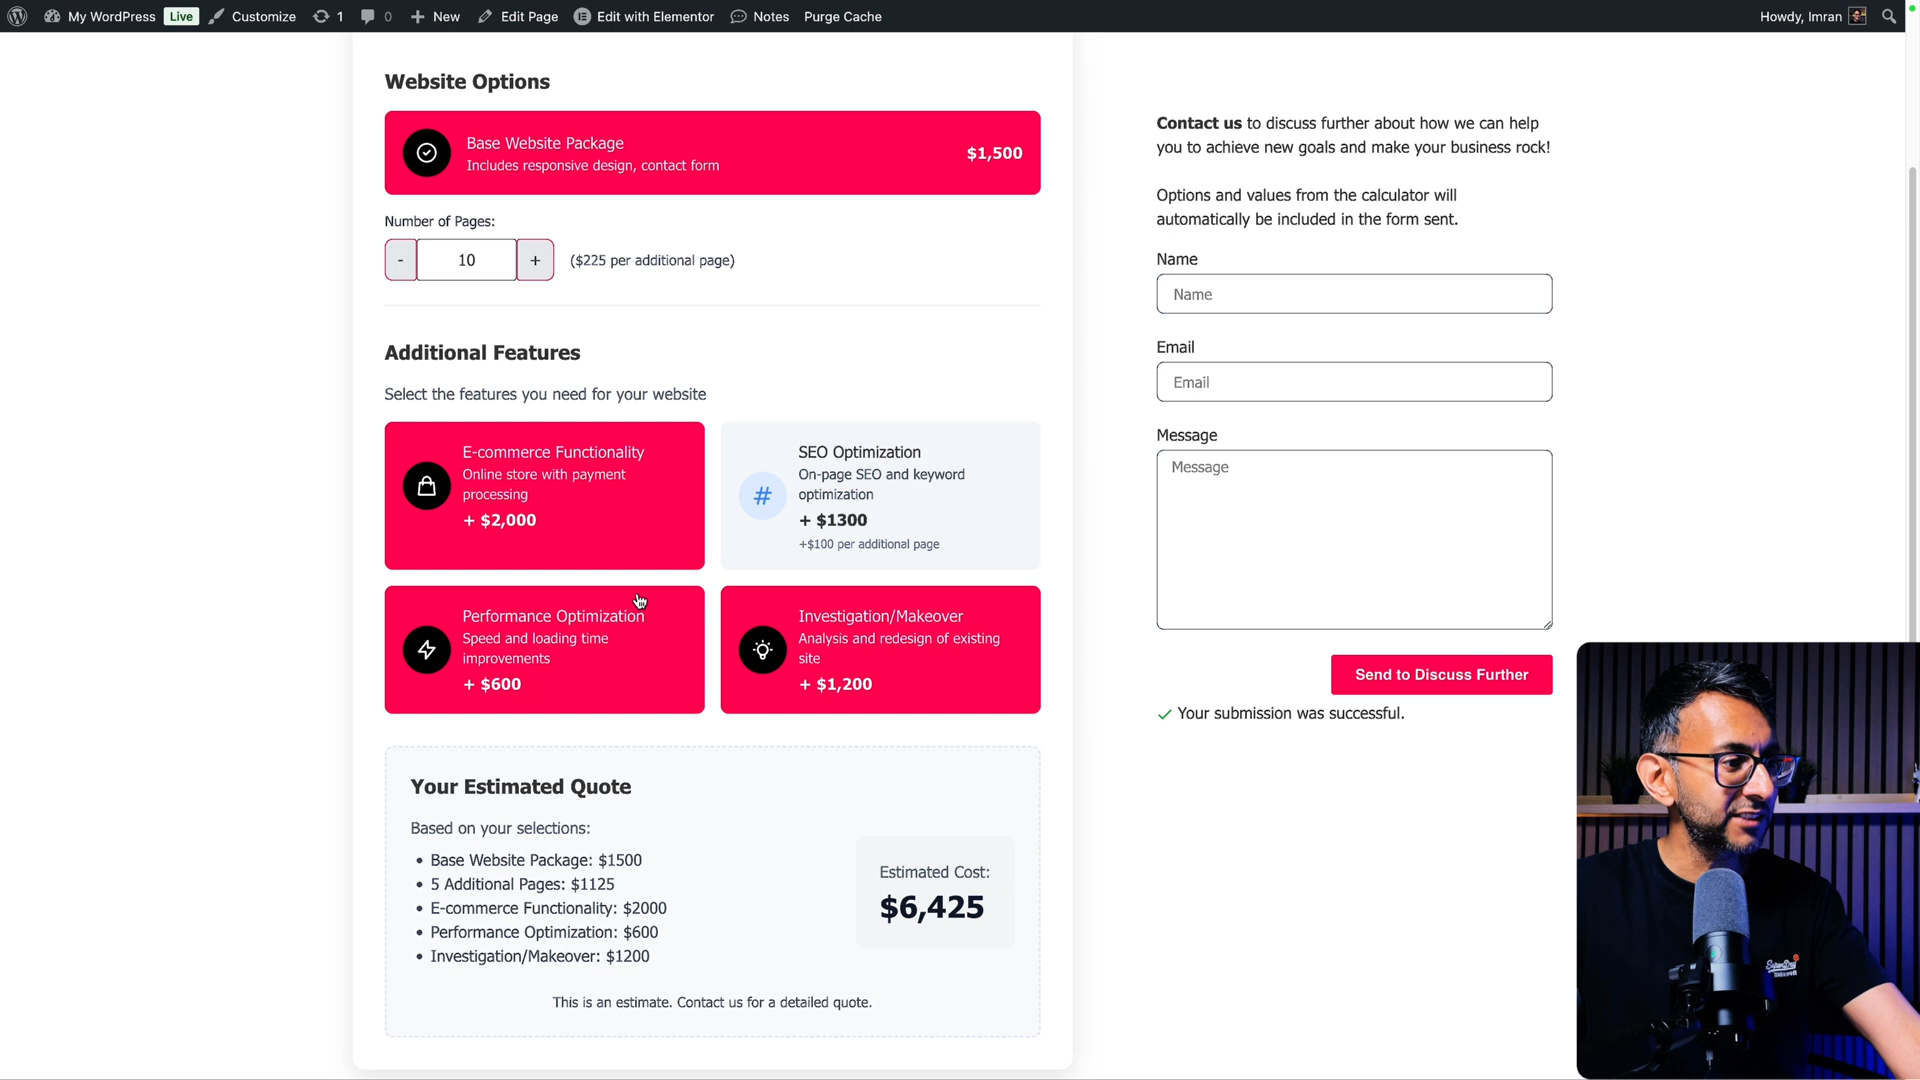 My WordPress
Live
Customize
1
0
New
Edit Page
Edit with Elementor
Notes
Purge Cache
Howdy, Imran
Website Options
Base Website Package
Includes responsive design, contact form
$1,500
Number of Pages:
-
10
+
($225 per additional page)
Additional Features
Select the features you need for your website
E-commerce Functionality
Online store with payment
processing
+ $2,000
#
SEO Optimization
On-page SEO and keyword
optimization
+ $1300
+$100 per additional page
Performance Optimization
Speed and loading time
improvements
+ $600
Investigation/Makeover
Analysis and redesign of existing
site
+ $1,200
Your Estimated Quote
Based on your selections:
• Base Website Package: $1500
• 5 Additional Pages: $1125
• E-commerce Functionality: $2000
• Performance Optimization: $600
• Investigation/Makeover: $1200
Estimated Cost:
$6,425
This is an estimate. Contact us for a detailed quote.
Contact us to discuss further about how we can help
you to achieve new goals and make your business rock!
Options and values from the calculator will
automatically be included in the form sent.
Name
Name
Email
Email
Message
Message
Send to Discuss Further
Your submission was successful.